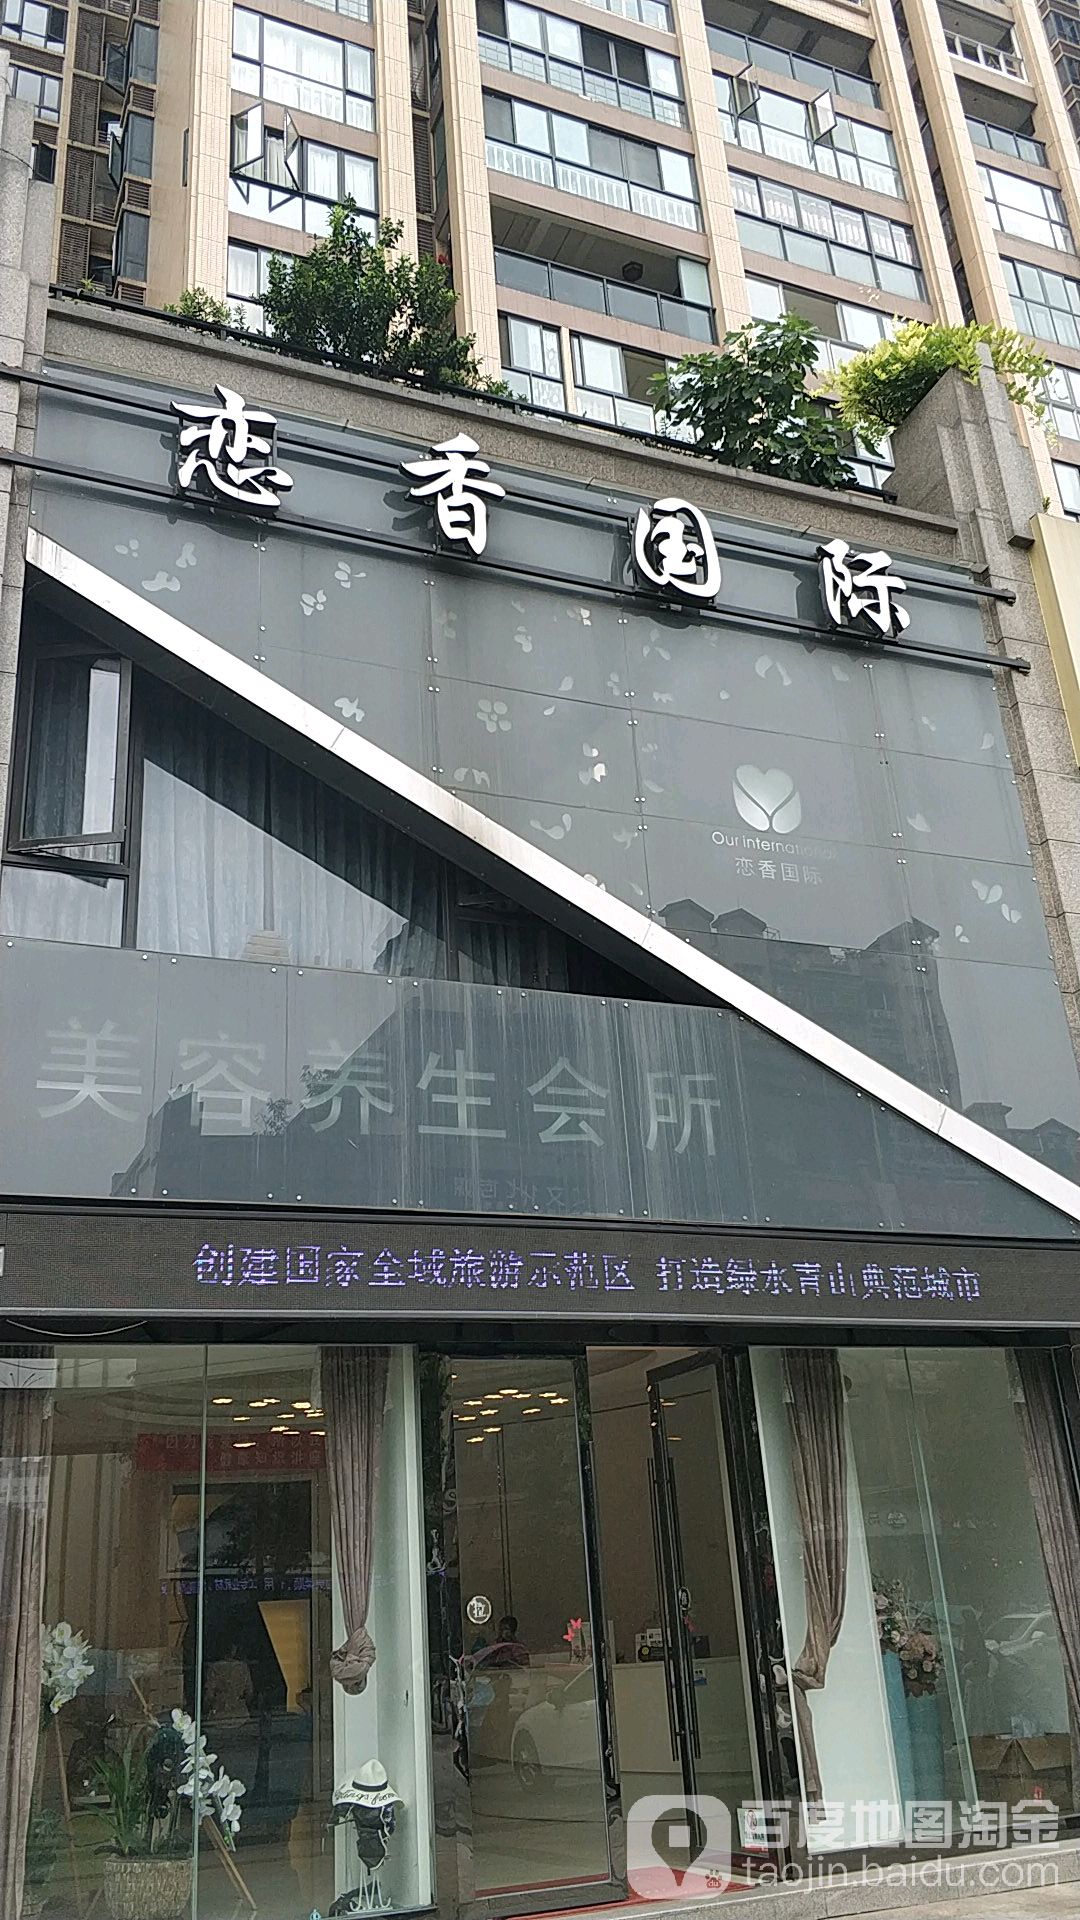 恋香国际
Our international
恋香国际
美容养生会所
创建国家全域旅游示范区 打造绿水青山典范城市
拉
百度地图淘金
taojin.baidu.com